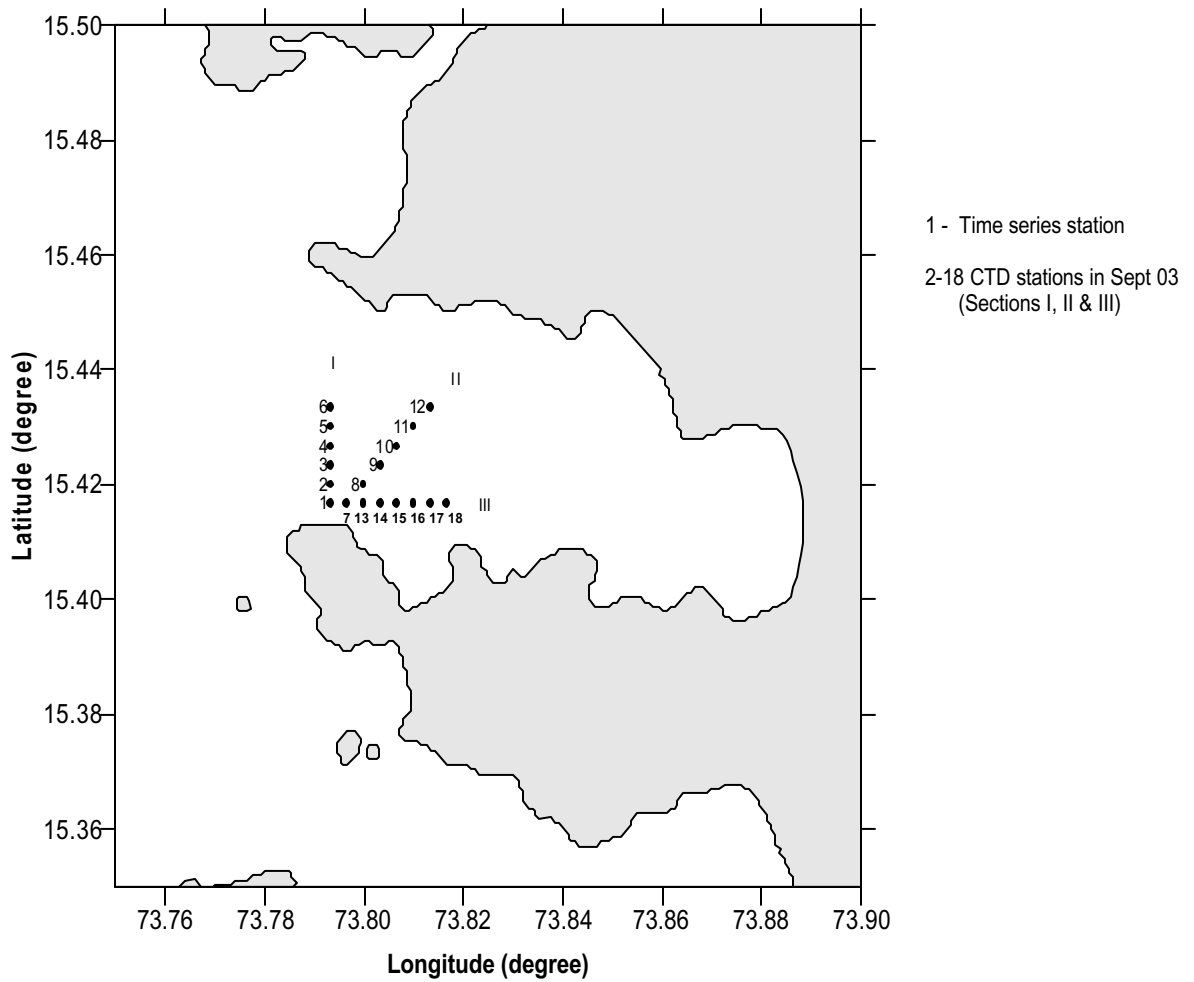 15.50
15.48
1 - Time series station
15.46
2-18 CTD stations in Sept 03
(Sections I, II & III)
15.44
I
II
6 12
5 11
4 10
3 9
15.42
2 8
1 III
7 13 14 15 16 17 18
15.40
15.38
15.36
Latitude (degree)
73.76 73.78 73.80 73.82 73.84 73.86 73.88 73.90
Longitude (degree)